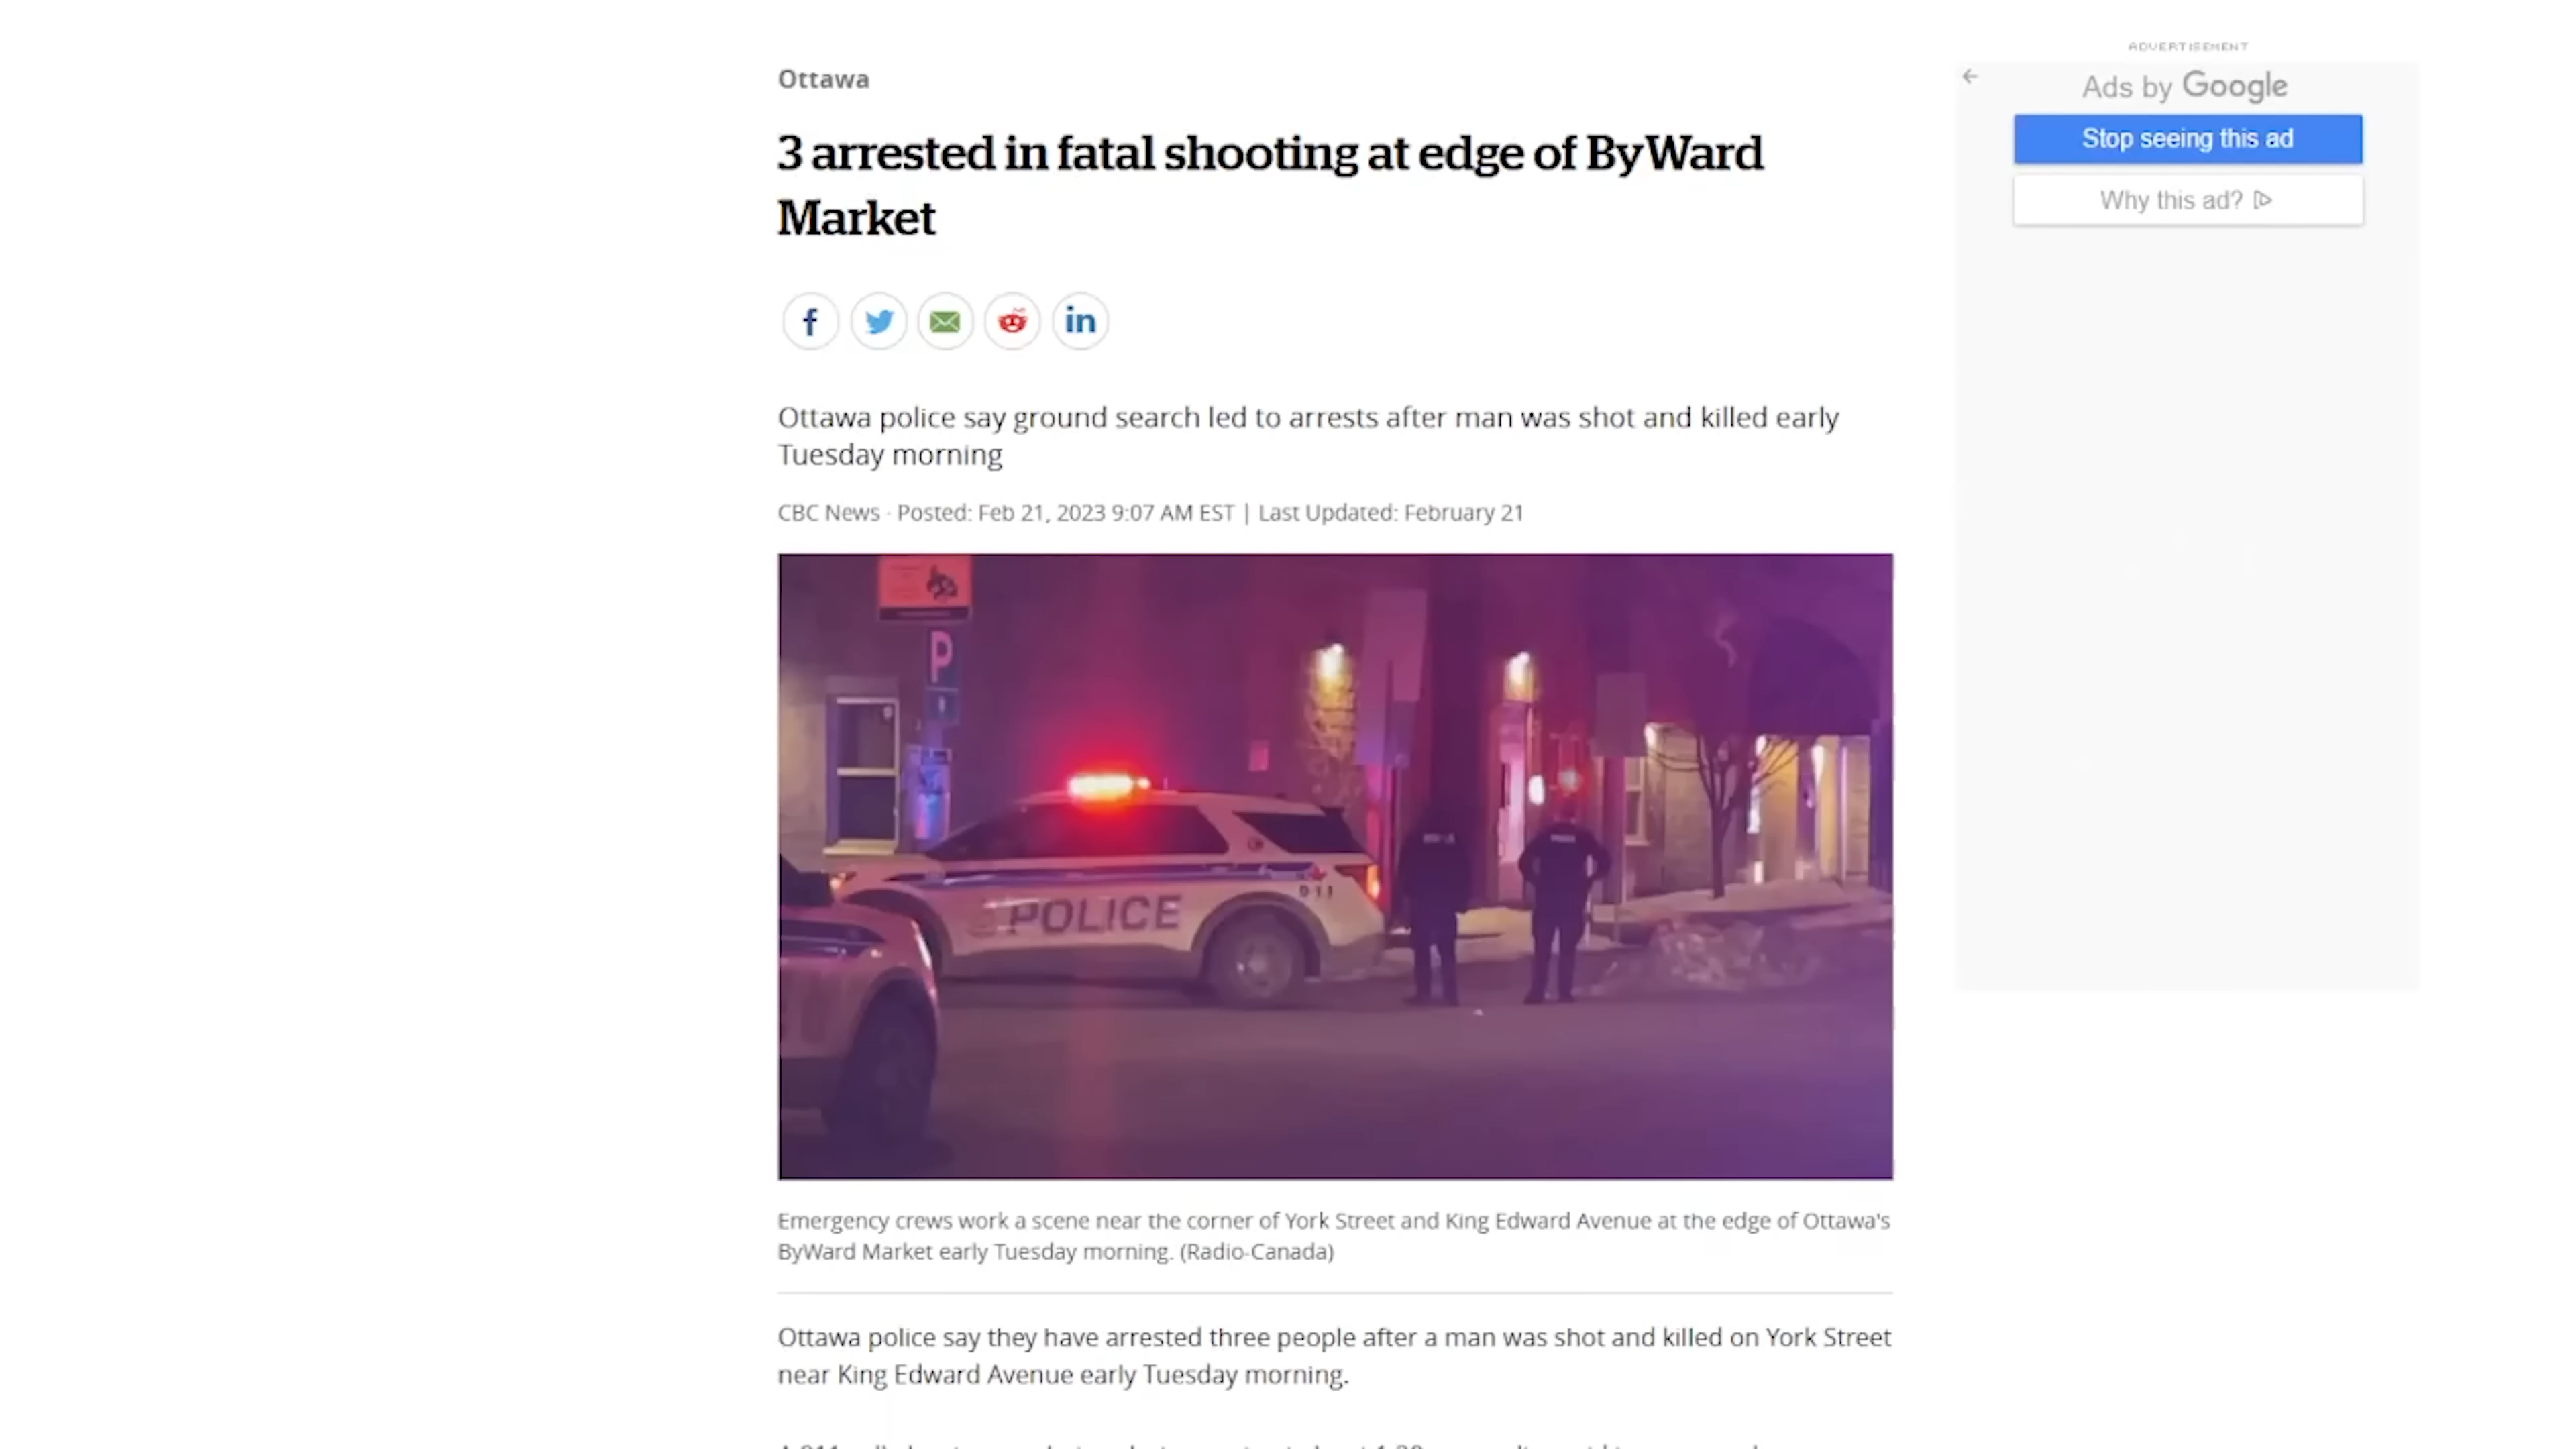 ADVERTISEMENT
Ads by Google
Stop seeing this ad
Why this ad?
Ottawa
3 arrested in fatal shooting at edge of ByWard
Market
Ottawa police say ground search led to arrests after man was shot and killed early
Tuesday morning
CBC News · Posted: Feb 21, 2023 9:07 AM EST | Last Updated: February 21
P
POLICE
911
Emergency crews work a scene near the corner of York Street and King Edward Avenue at the edge of Ottawa's
ByWard Market early Tuesday morning. (Radio-Canada)
Ottawa police say they have arrested three people after a man was shot and killed on York Street
near King Edward Avenue early Tuesday morning.